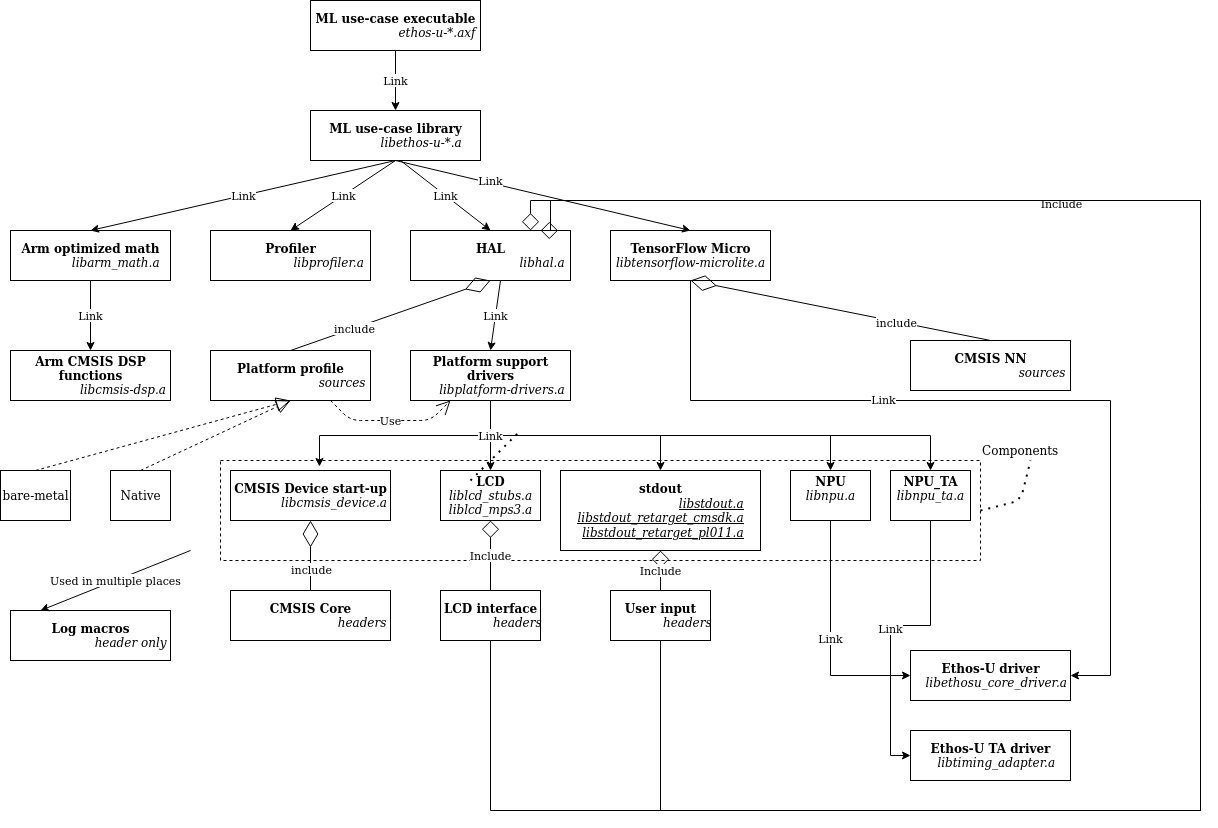 ML use-case executable
ethos-u-*.axf
Link
ML use-case library
libethos-u-*.a
Link
Link
Link
Link
Include
Arm optimized math
libarm_math.a
Profiler
libprofiler.a
HAL
libhal.a
TensorFlow Micro
libtensorflow-microlite.a
Link
include
Link
include
Arm CMSIS DSP
functions
libcmsis-dsp.a
Platform profile
sources
Platform support
drivers
libplatform-drivers.a
CMSIS NN
sources
Use
Link
Link
Components
bare-metal
Native
CMSIS Device start-up
libcmsis_device.a
LCD
liblcd_stubs.a
liblcd_mps3.a
stdout
libstdout.a
libstdout_retarget_cmsdk.a
libstdout_retarget_pl011.a
NPU
libnpu.a
NPU_TA
libnpu_ta.a
Used in multiple places
include
Include
Include
Log macros
header only
CMSIS Core
headers
LCD interface
headers
User input
headers
Link
Link
Ethos-U driver
libethosu_core_driver.a
Ethos-U TA driver
libtiming_adapter.a